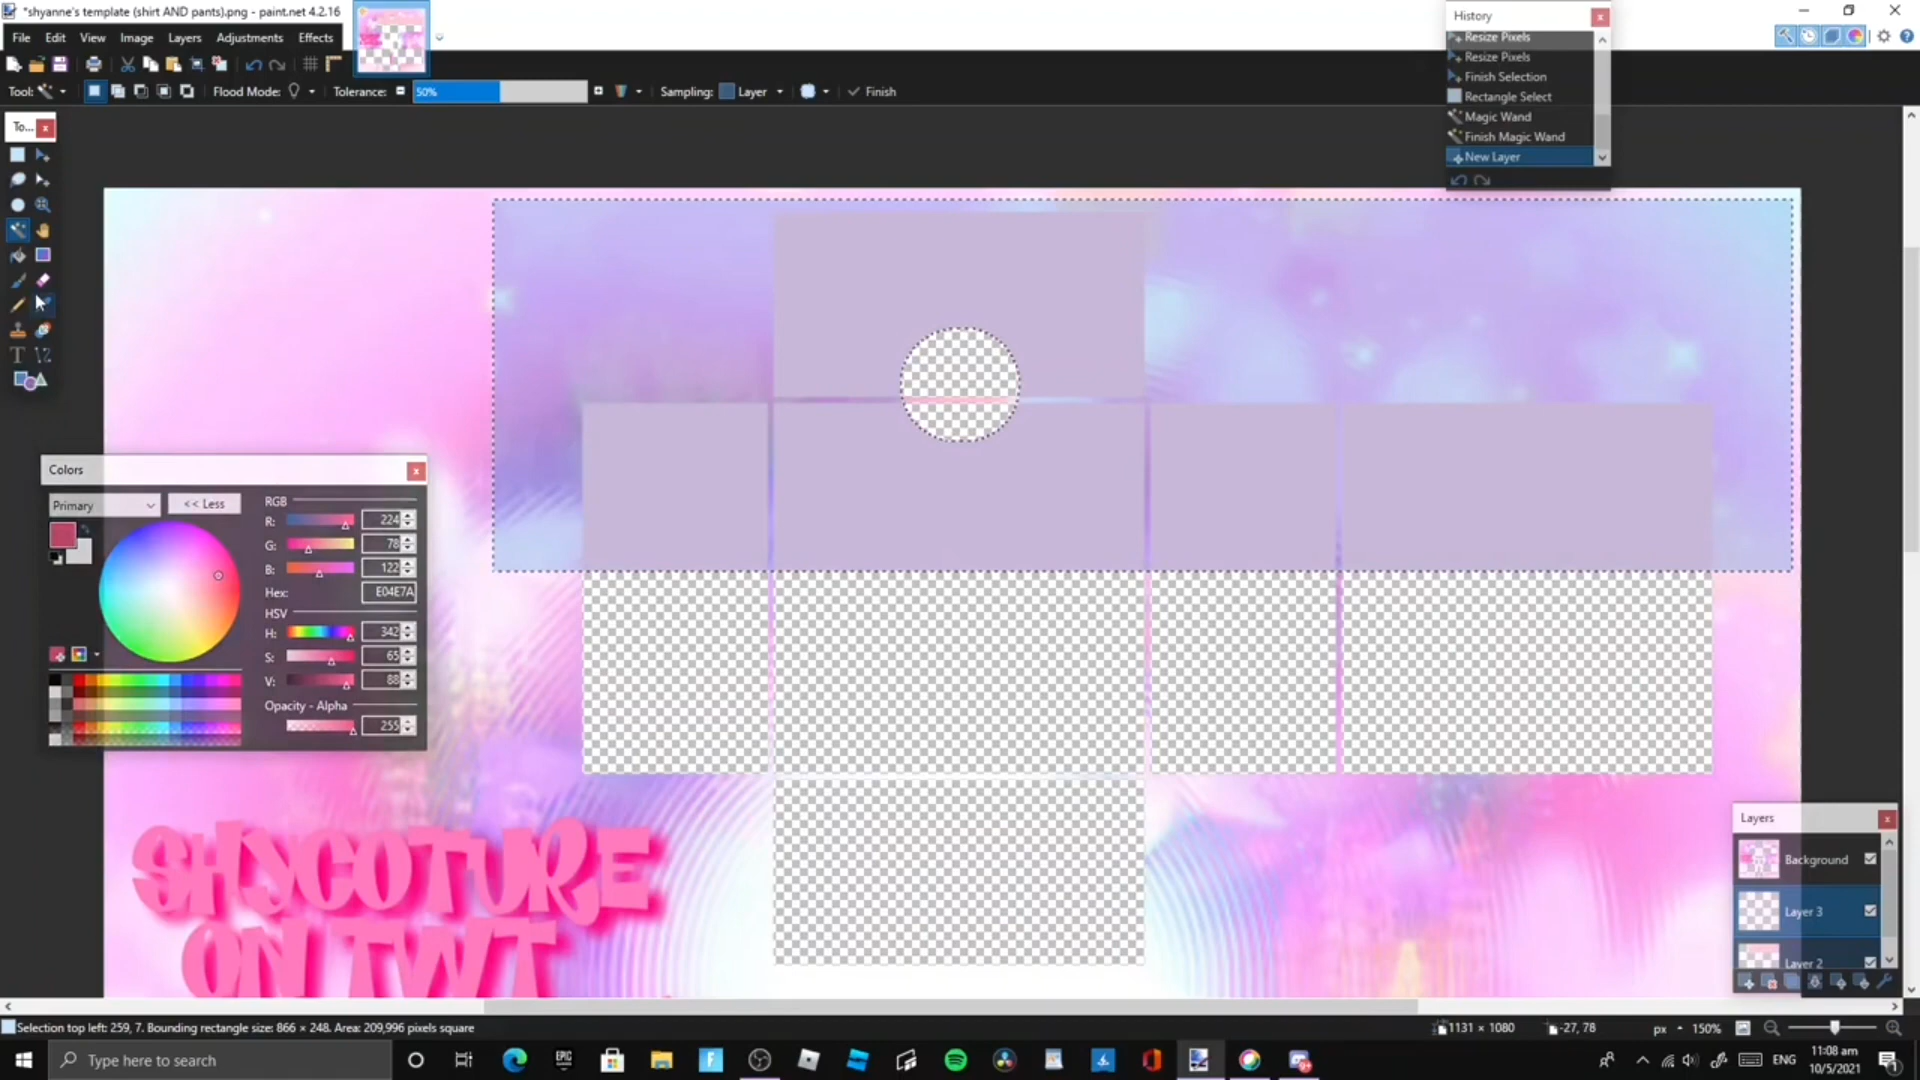 *shyanne's template (shirt AND pants).png - paint.net 4.2.16
File Edit View Image Layers Adjustments Effects
Tool: Flood Mode: Tolerance: 50% Sampling: Layer Finish
To...
History
Resize Pixels
Resize Pixels
Finish Selection
Rectangle Select
Magic Wand
Finish Magic Wand
New Layer
Colors
Primary << Less RGB
R: 224
G: 78
B: 122
Hex: E04E7A
HSV
H: 342
S: 65
V: 88
Opacity - Alpha
255
SHYCOTURE
ON TWT
Layers
Background
Layer 3
Layer 2
Selection top left: 259, 7. Bounding rectangle size: 866 × 248. Area: 209,996 pixels square 1131 × 1080 -27, 78 px 150%
Type here to search EPIC ENG 11:08 am
10/5/2021